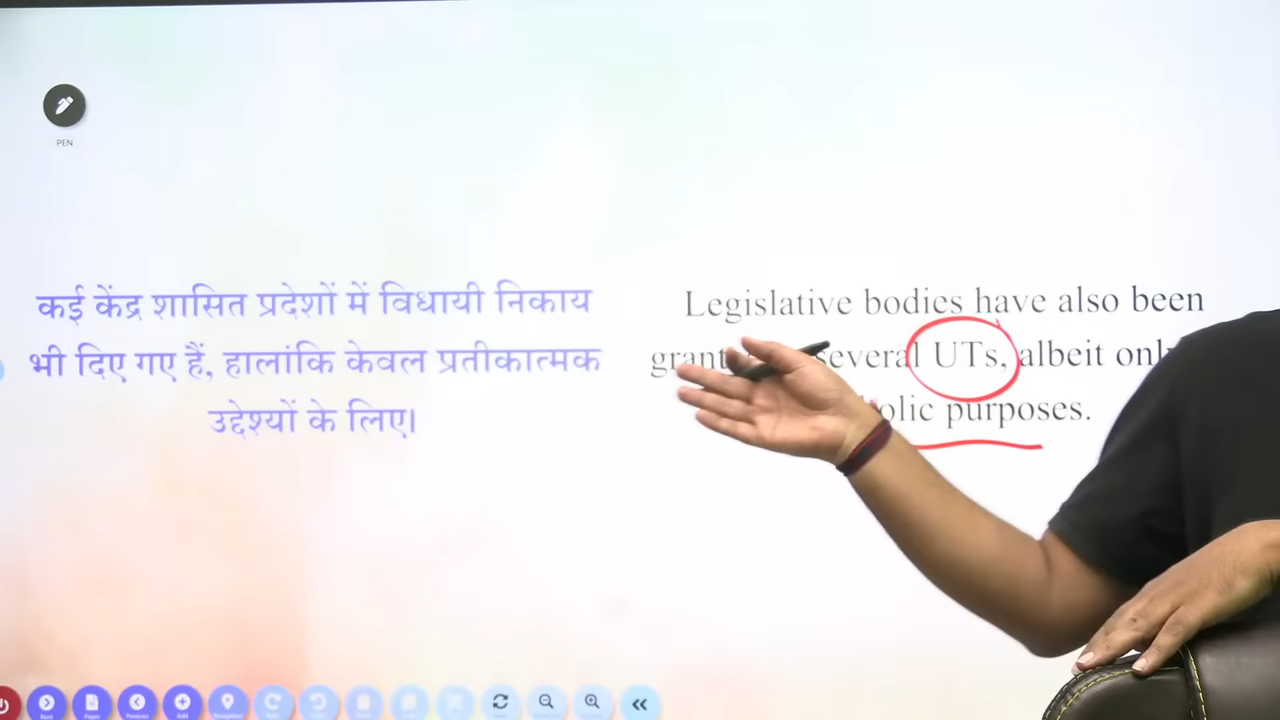 PEN
कई केंद्र शासित प्रदेशों में विधायी निकाय
भी दिए गए हैं, हालांकि केवल प्रतीकात्मक
उद्देश्यों के लिए।
Legislative bodies have also been
several UTs, albeit
purposes.